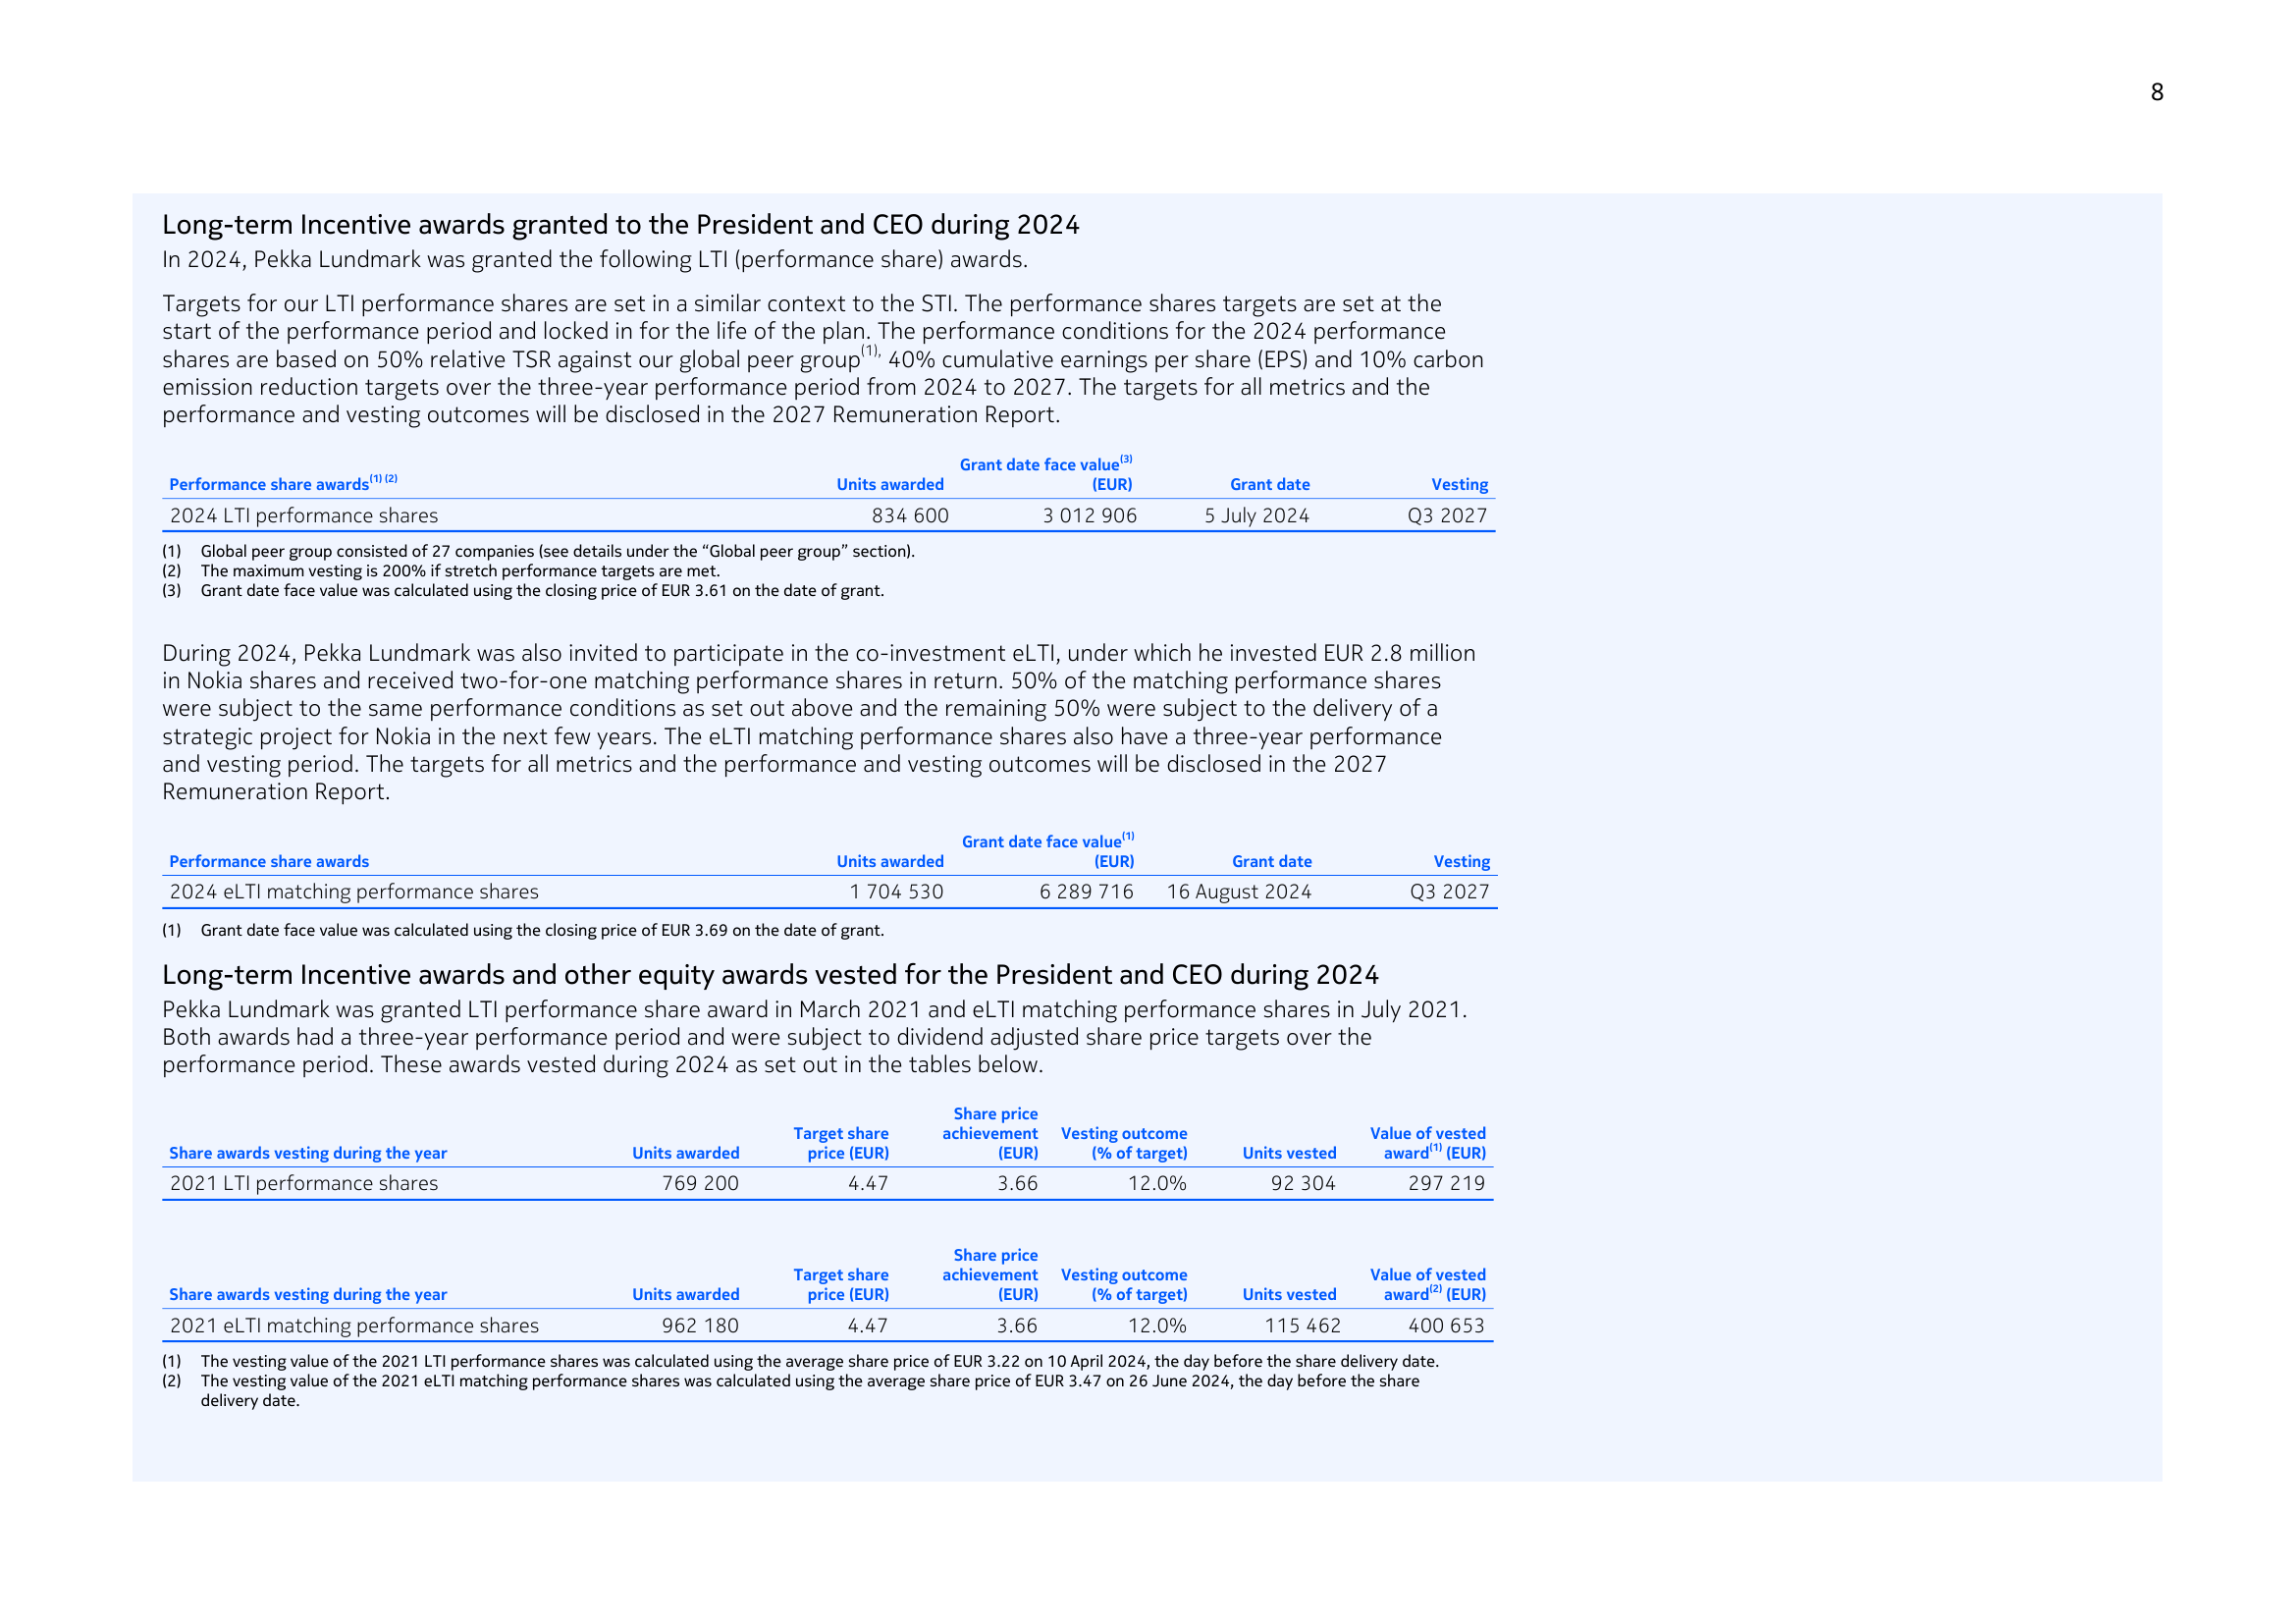 8
Long-term Incentive awards granted to the President and CEO during 2024
In 2024, Pekka Lundmark was granted the following LTI (performance share) awards.
Targets for our LTI performance shares are set in a similar context to the STI. The performance shares targets are set at the
start of the performance period and locked in for the life of the plan. The performance conditions for the 2024 performance
shares are based on 50% relative TSR against our global peer group(1), 40% cumulative earnings per share (EPS) and 10% carbon
emission reduction targets over the three-year performance period from 2024 to 2027. The targets for all metrics and the
performance and vesting outcomes will be disclosed in the 2027 Remuneration Report.
Grant date face value(3)
Performance share awards(1) (2) Units awarded (EUR) Grant date Vesting
2024 LTI performance shares 834 600 3 012 906 5 July 2024 Q3 2027
(1) Global peer group consisted of 27 companies (see details under the “Global peer group” section).
(2) The maximum vesting is 200% if stretch performance targets are met.
(3) Grant date face value was calculated using the closing price of EUR 3.61 on the date of grant.
During 2024, Pekka Lundmark was also invited to participate in the co-investment eLTI, under which he invested EUR 2.8 million
in Nokia shares and received two-for-one matching performance shares in return. 50% of the matching performance shares
were subject to the same performance conditions as set out above and the remaining 50% were subject to the delivery of a
strategic project for Nokia in the next few years. The eLTI matching performance shares also have a three-year performance
and vesting period. The targets for all metrics and the performance and vesting outcomes will be disclosed in the 2027
Remuneration Report.
Grant date face value(1)
Performance share awards Units awarded (EUR) Grant date Vesting
2024 eLTI matching performance shares 1 704 530 6 289 716 16 August 2024 Q3 2027
(1) Grant date face value was calculated using the closing price of EUR 3.69 on the date of grant.
Long-term Incentive awards and other equity awards vested for the President and CEO during 2024
Pekka Lundmark was granted LTI performance share award in March 2021 and eLTI matching performance shares in July 2021.
Both awards had a three-year performance period and were subject to dividend adjusted share price targets over the
performance period. These awards vested during 2024 as set out in the tables below.
Share price
Target share achievement Vesting outcome Value of vested
Share awards vesting during the year Units awarded price (EUR) (EUR) (% of target) Units vested award(1) (EUR)
2021 LTI performance shares 769 200 4.47 3.66 12.0% 92 304 297 219
Share price
Target share achievement Vesting outcome Value of vested
Share awards vesting during the year Units awarded price (EUR) (EUR) (% of target) Units vested award(2) (EUR)
2021 eLTI matching performance shares 962 180 4.47 3.66 12.0% 115 462 400 653
(1) The vesting value of the 2021 LTI performance shares was calculated using the average share price of EUR 3.22 on 10 April 2024, the day before the share delivery date.
(2) The vesting value of the 2021 eLTI matching performance shares was calculated using the average share price of EUR 3.47 on 26 June 2024, the day before the share
delivery date.